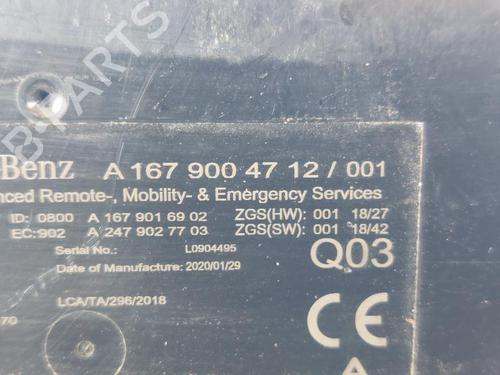 B-PARTS
Benz A 167 900 47 12 / 001
nced Remote-, Mobility- & Emergency Services
ID: 0800 A 167 901 69 02 ZGS(HW): 001 18/27
EC:902 A 247 902 77 03 ZGS(SW): 001 18/42
Serial No.: L0904495
Date of Manufacture: 2020/01/29 Q03
LCA/TA/296/2018
70
CE